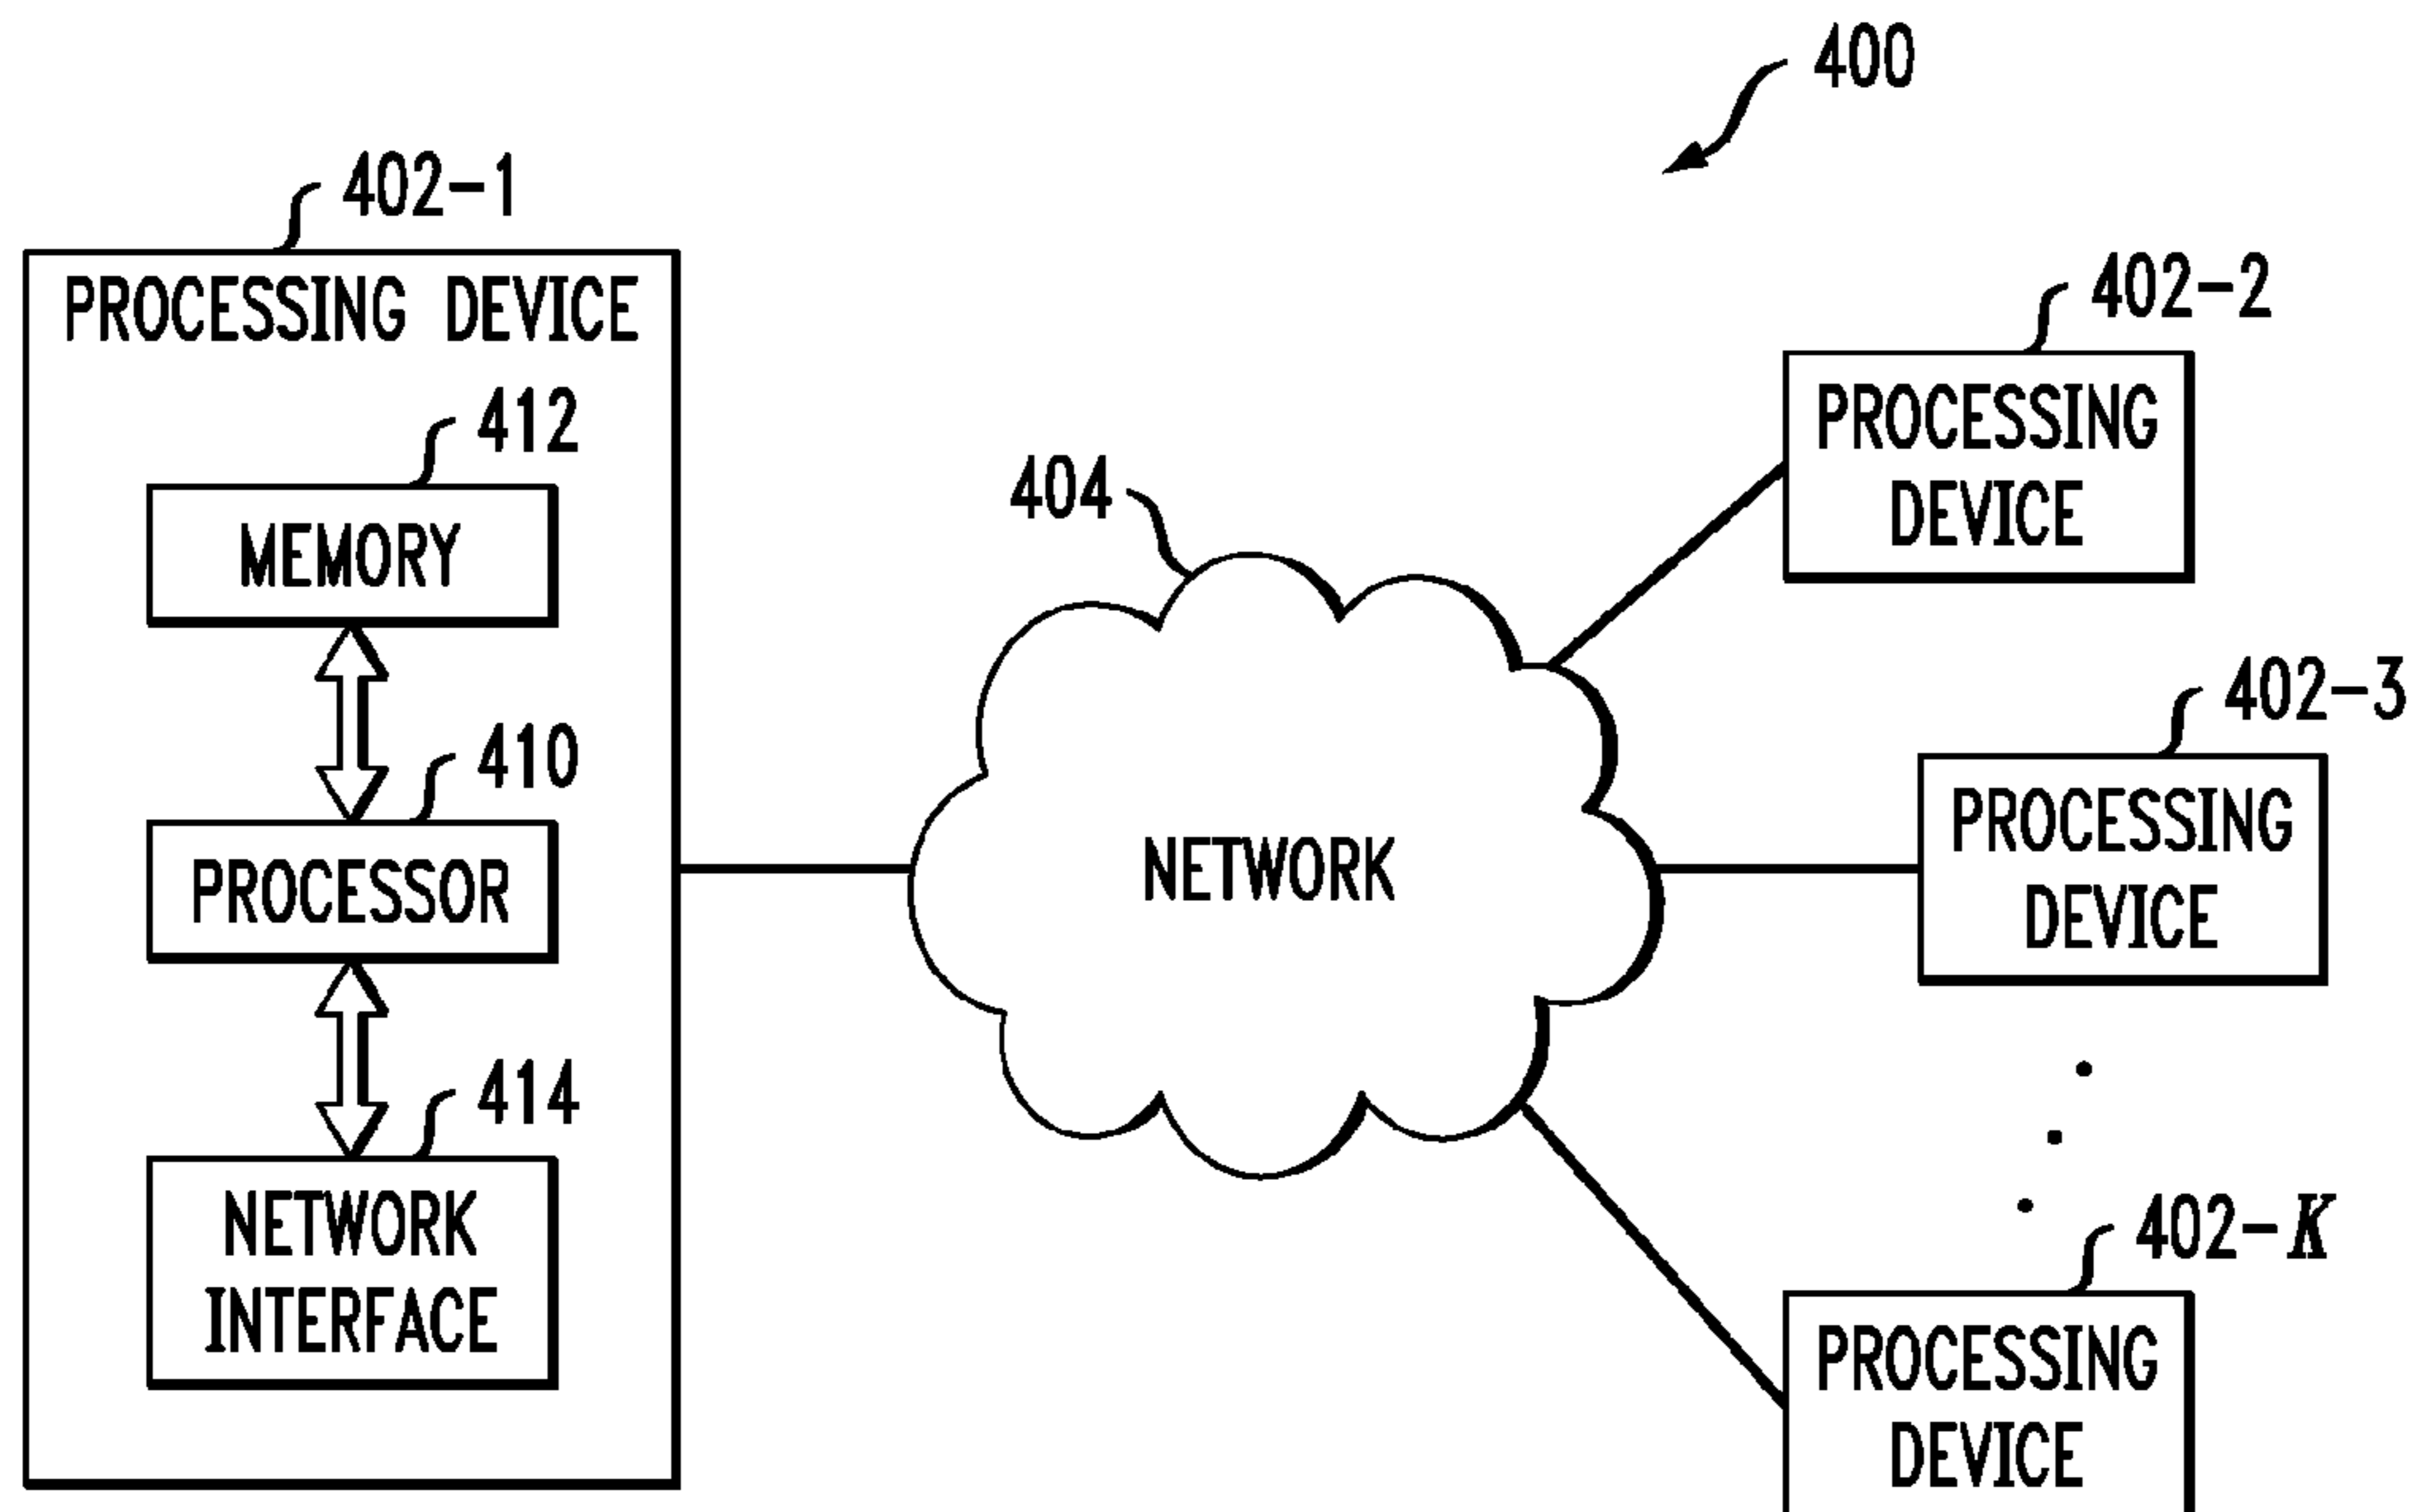 400
402-1
PROCESSING DEVICE
412
MEMORY
410
PROCESSOR
414
NETWORK
INTERFACE
404
NETWORK
402-2
PROCESSING
DEVICE
402-3
PROCESSING
DEVICE
402-K
PROCESSING
DEVICE